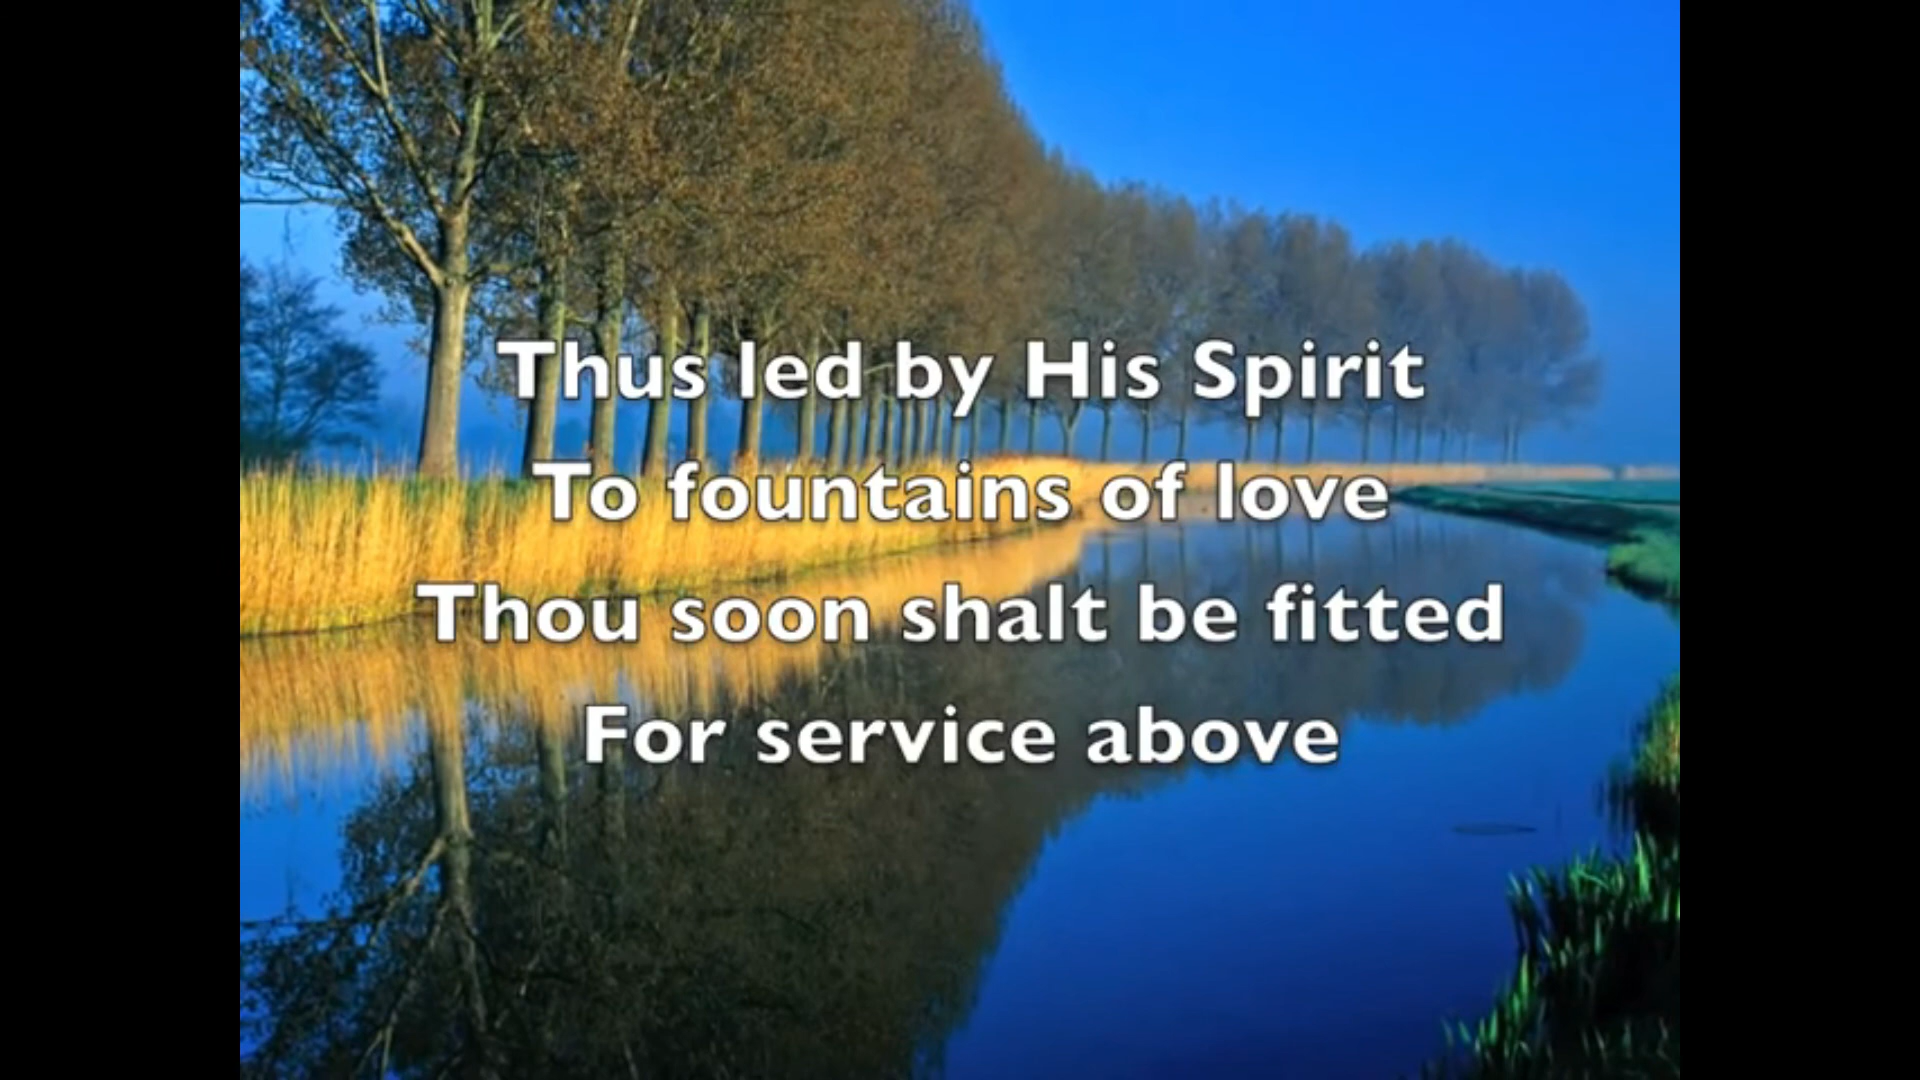 Thus led by His Spirit
To fountains of love
Thou soon shalt be fitted
For service above